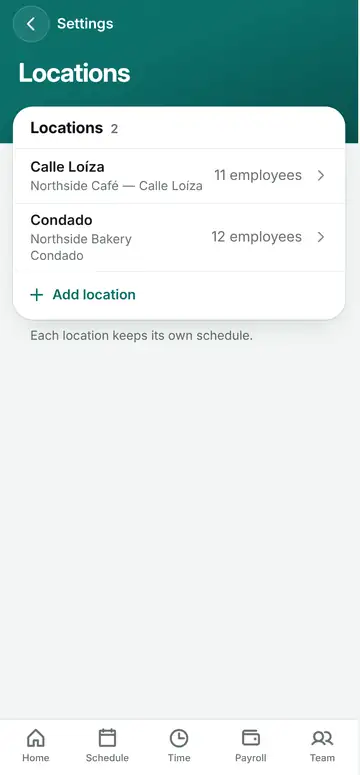 Settings
Locations
Locations 2
Calle Loíza
Northside Café — Calle Loíza
11 employees
Condado
Northside Bakery
Condado
12 employees
Add location
Each location keeps its own schedule.
Home
Schedule
Time
Payroll
Team